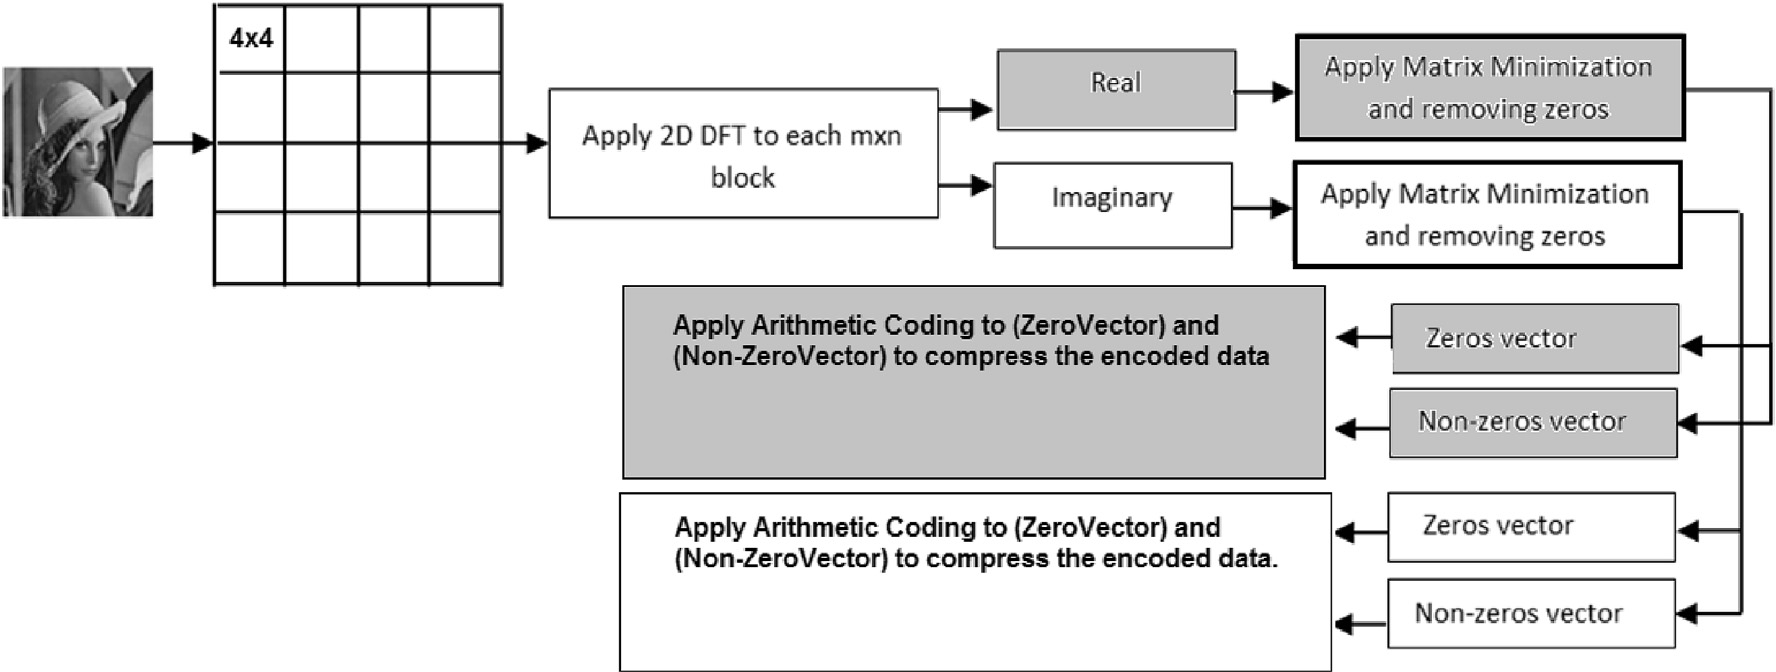 4x4
Apply 2D DFT to each mxn
block
Real
Imaginary
Apply Matrix Minimization
and removing zeros
Apply Matrix Minimization
and removing zeros
Apply Arithmetic Coding to (ZeroVector) and
(Non-ZeroVector) to compress the encoded data
Zeros vector
Non-zeros vector
Apply Arithmetic Coding to (ZeroVector) and
(Non-ZeroVector) to compress the encoded data.
Zeros vector
Non-zeros vector